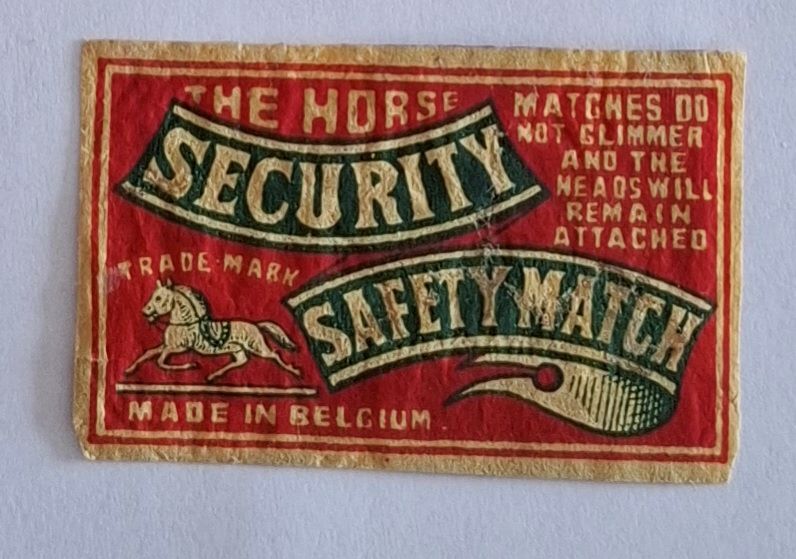 THE HORSE
SECURITY
MATCHES DO
NOT GLIMMER
AND THE
HEADS WILL
REMAIN
ATTACHED
TRADE-MARK
SAFETY MATCH
MADE IN BELGIUM.